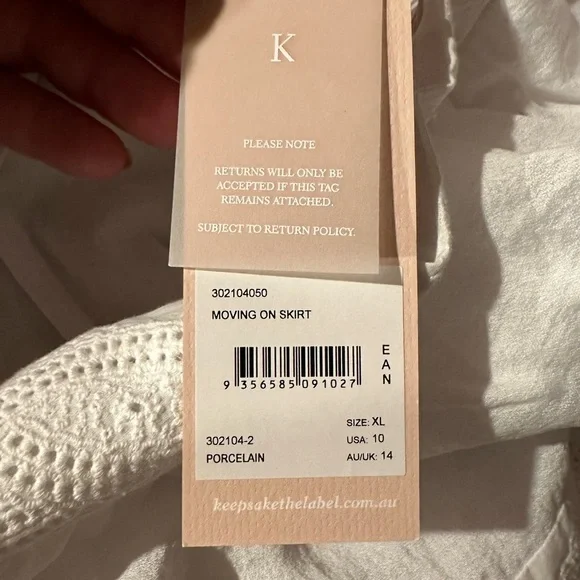 K
PLEASE NOTE
RETURNS WILL ONLY BE
ACCEPTED IF THIS TAG
REMAINS ATTACHED.
SUBJECT TO RETURN POLICY.
302104050
MOVING ON SKIRT
EAN
9 356585 091027
SIZE: XL
302104-2 USA: 10
PORCELAIN AU/UK: 14
keepsakethelabel.com.au